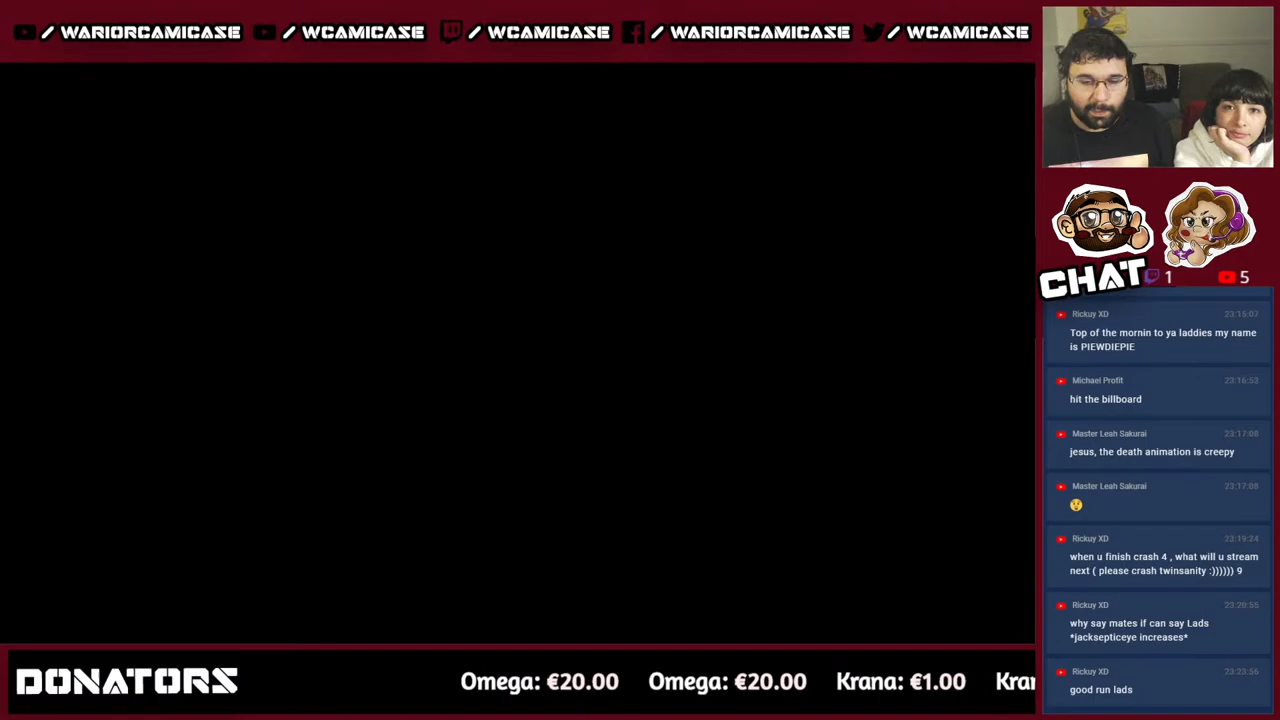 / WARIORCAMICASE / WCAMICASE / WCAMICASE / WARIORCAMICASE / WCAMICASE
CHAT 1 5
Rickuy XD 23:15:07
Top of the mornin to ya laddies my name
is PIEWDIEPIE
Michael Profit 23:16:53
hit the billboard
Master Leah Sakurai 23:17:08
jesus, the death animation is creepy
Master Leah Sakurai 23:17:08
😲
Rickuy XD 23:19:24
when u finish crash 4 , what will u stream
next ( please crash twinsanity :)))))) 9
Rickuy XD 23:20:56
why say mates if can say Lads
*jacksepticeye increases*
Rickuy XD 23:23:56
good run lads
DONATORS Omega: €20.00 Omega: €20.00 Krana: €1.00 Kran